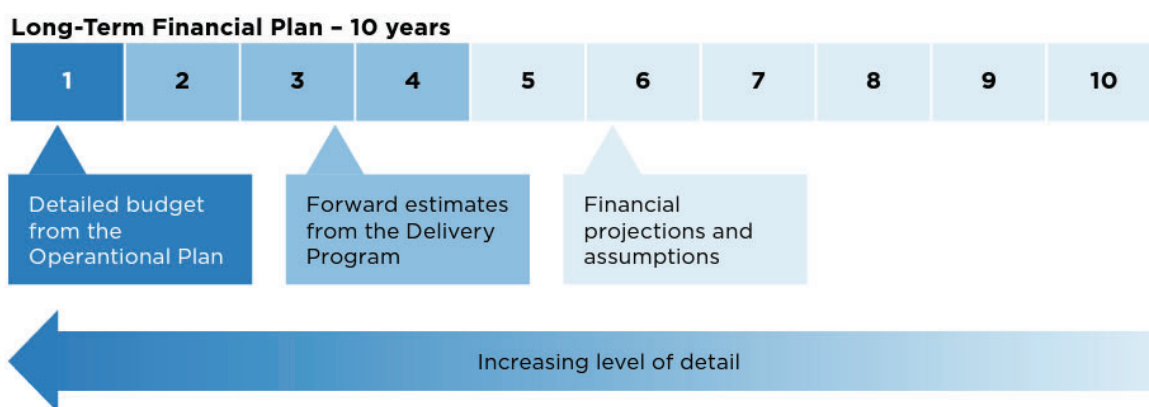 Long-Term Financial Plan – 10 years
1 2 3 4 5 6 7 8 9 10
Detailed budget
from the
Operantional Plan
Forward estimates
from the Delivery
Program
Financial
projections and
assumptions
Increasing level of detail